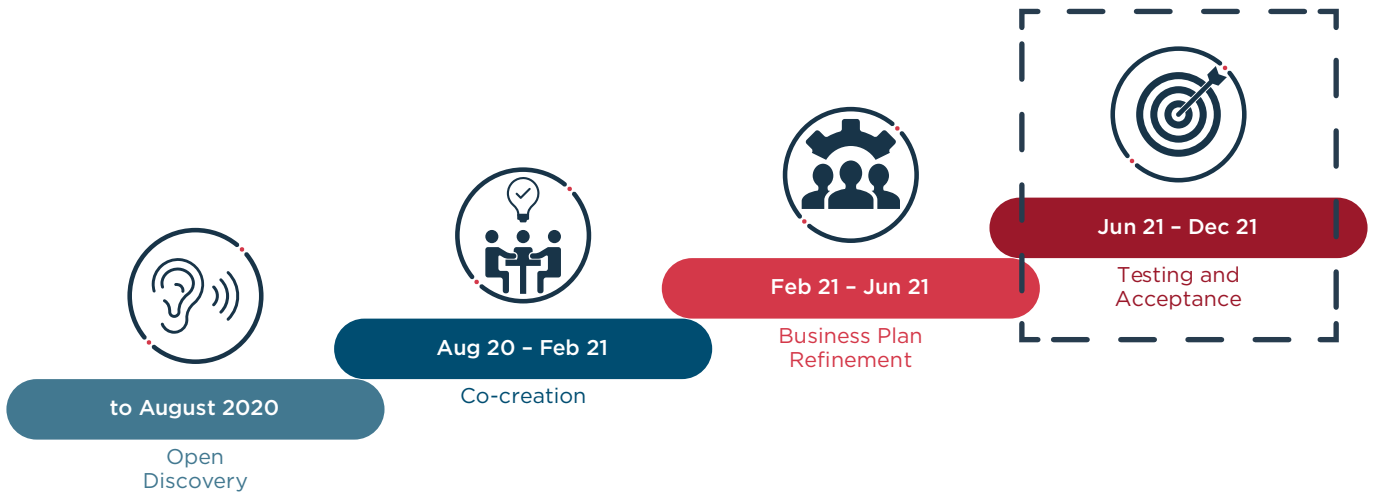 to August 2020
Open
Discovery
Aug 20 – Feb 21
Co-creation
Feb 21 – Jun 21
Business Plan
Refinement
Jun 21 – Dec 21
Testing and
Acceptance